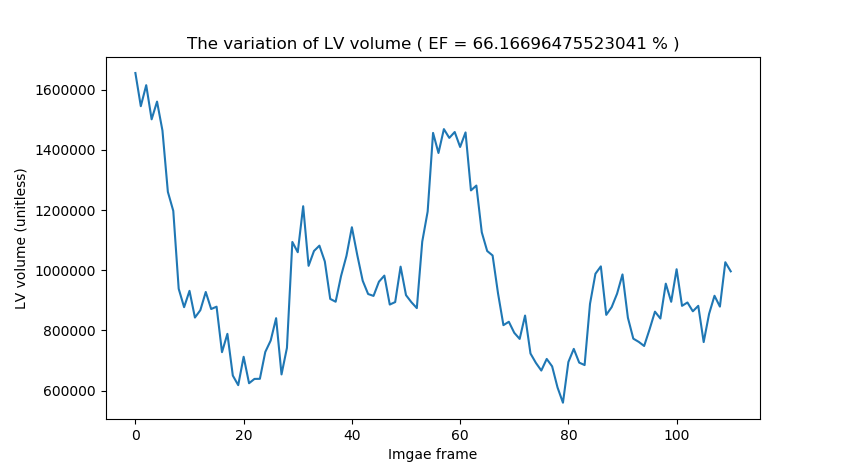 The variation of LV volume ( EF = 66.16696475523041 % )
LV volume (unitless)
1600000
1400000
1200000
1000000
800000
600000
0 20 40 60 80 100
Imgae frame